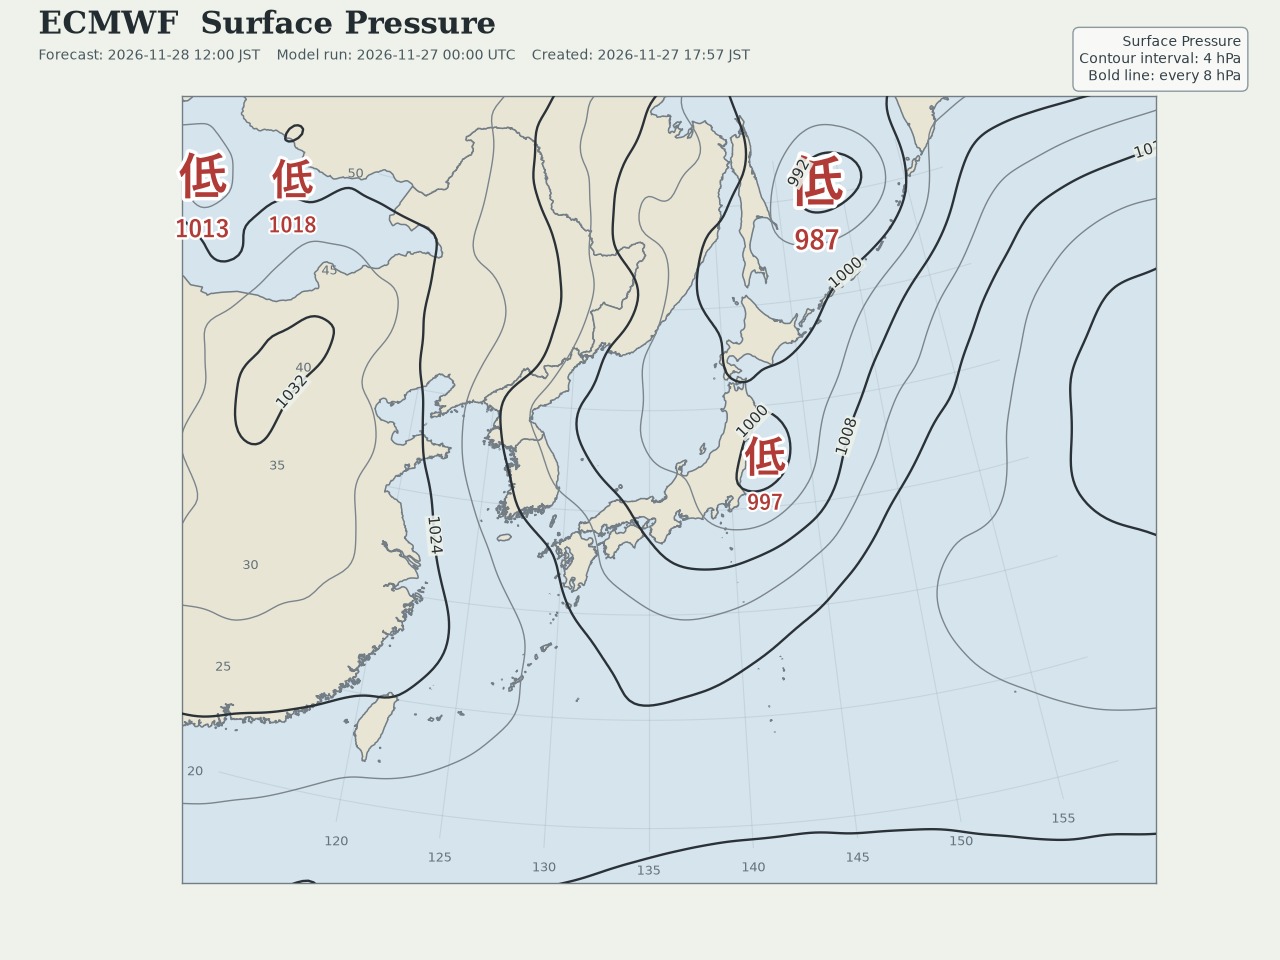 ECMWF  Surface Pressure
Forecast: 2026-11-28 12:00 JST    Model run: 2026-11-27 00:00 UTC    Created: 2026-11-27 17:57 JST
Surface Pressure
Contour interval: 4 hPa
Bold line: every 8 hPa
低
1013
低
1018
50
992
低
987
45
1000
40
1032
1000
1008
低
997
35
1024
30
25
20
120
125
130
135
140
145
150
155